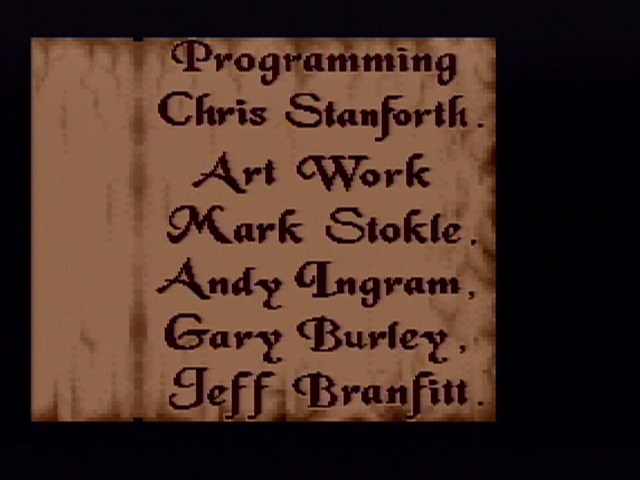 Programming
Chris Stanforth.
Art Work
Mark Stokle,
Andy Ingram,
Gary Burley,
Jeff Branfitt.